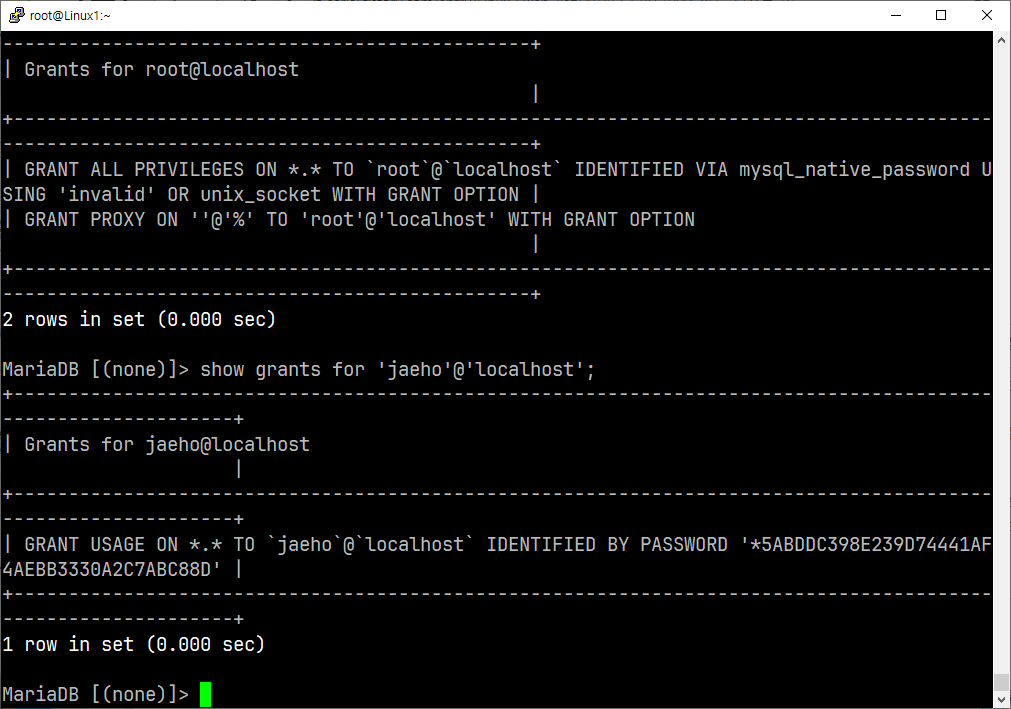 root@Linux1:~
------------------------------------------------+
| Grants for root@localhost
                                                |
+-----------------------------------------------------------------------------------------
------------------------------------------------+
| GRANT ALL PRIVILEGES ON *.* TO `root`@`localhost` IDENTIFIED VIA mysql_native_password U
SING 'invalid' OR unix_socket WITH GRANT OPTION |
| GRANT PROXY ON ''@'%' TO 'root'@'localhost' WITH GRANT OPTION
                                                |
+-----------------------------------------------------------------------------------------
------------------------------------------------+
2 rows in set (0.000 sec)
MariaDB [(none)]> show grants for 'jaeho'@'localhost';
+-----------------------------------------------------------------------------------------
---------------------+
| Grants for jaeho@localhost
                     |
+-----------------------------------------------------------------------------------------
---------------------+
| GRANT USAGE ON *.* TO `jaeho`@`localhost` IDENTIFIED BY PASSWORD '*5ABDDC398E239D74441AF
4AEBB3330A2C7ABC88D' |
+-----------------------------------------------------------------------------------------
---------------------+
1 row in set (0.000 sec)
MariaDB [(none)]>